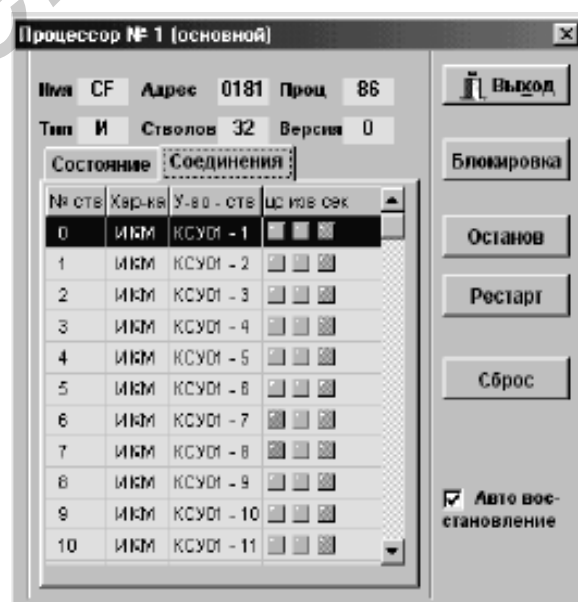 Процессор № 1 (основной)
Имя CF Адрес 0181 Проц 86
Тип И Стволов 32 Версия 0
Состояние Соединения
№ ств Хар-ка У-во - ств цс изв сек
0 ИКМ КСУ01 - 1
1 ИКМ КСУ01 - 2
2 ИКМ КСУ01 - 3
3 ИКМ КСУ01 - 4
4 ИКМ КСУ01 - 5
5 ИКМ КСУ01 - 6
6 ИКМ КСУ01 - 7
7 ИКМ КСУ01 - 8
8 ИКМ КСУ01 - 9
9 ИКМ КСУ01 - 10
10 ИКМ КСУ01 - 11
Выход
Блокировка
Останов
Рестарт
Сброс
Авто вос-
становление